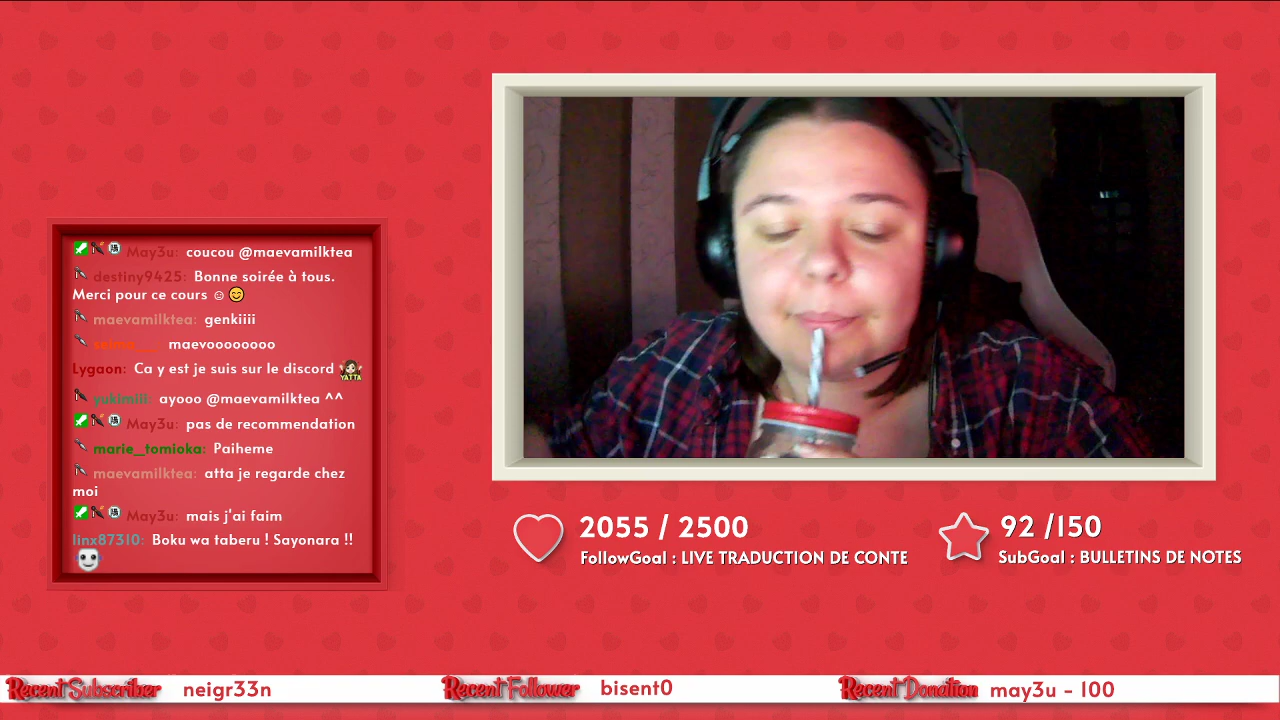 May3u: coucou @maevamilktea
destiny9425: Bonne soirée à tous.
Merci pour ce cours ☺😊
maevamilktea: genkiiii
maevoooooooo
Lygaon: Ca y est je suis sur le discord
YATTA
yukimiii: ayooo @maevamilktea ^^
May3u: pas de recommendation
marie_tomioka: Paiheme
maevamilktea: atta je regarde chez
moi
May3u: mais j'ai faim
linx87310: Boku wa taberu ! Sayonara !!
2055 / 2500
FollowGoal : LIVE TRADUCTION DE CONTE
92 /150
SubGoal : BULLETINS DE NOTES
Recent Subscriber neigr33n
Recent Follower bisent0
Recent Donation may3u - 100